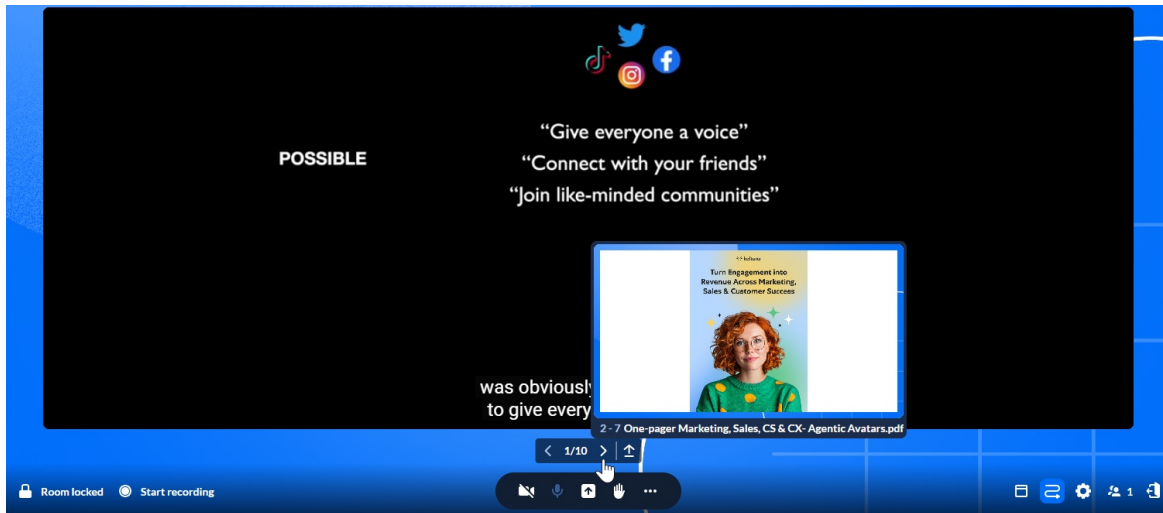 “Give everyone a voice”
POSSIBLE
“Connect with your friends”
“Join like-minded communities”
Turn Engagement into
Revenue Across Marketing,
Sales & Customer Success
was obviously
to give every
2 - 7 One-pager Marketing, Sales, CS & CX- Agentic Avatars.pdf
1/10
Room locked
Start recording
1